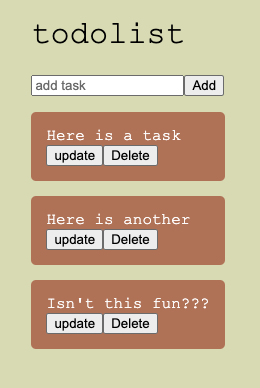 todolist
add task Add
Here is a task
update Delete
Here is another
update Delete
Isn't this fun???
update Delete